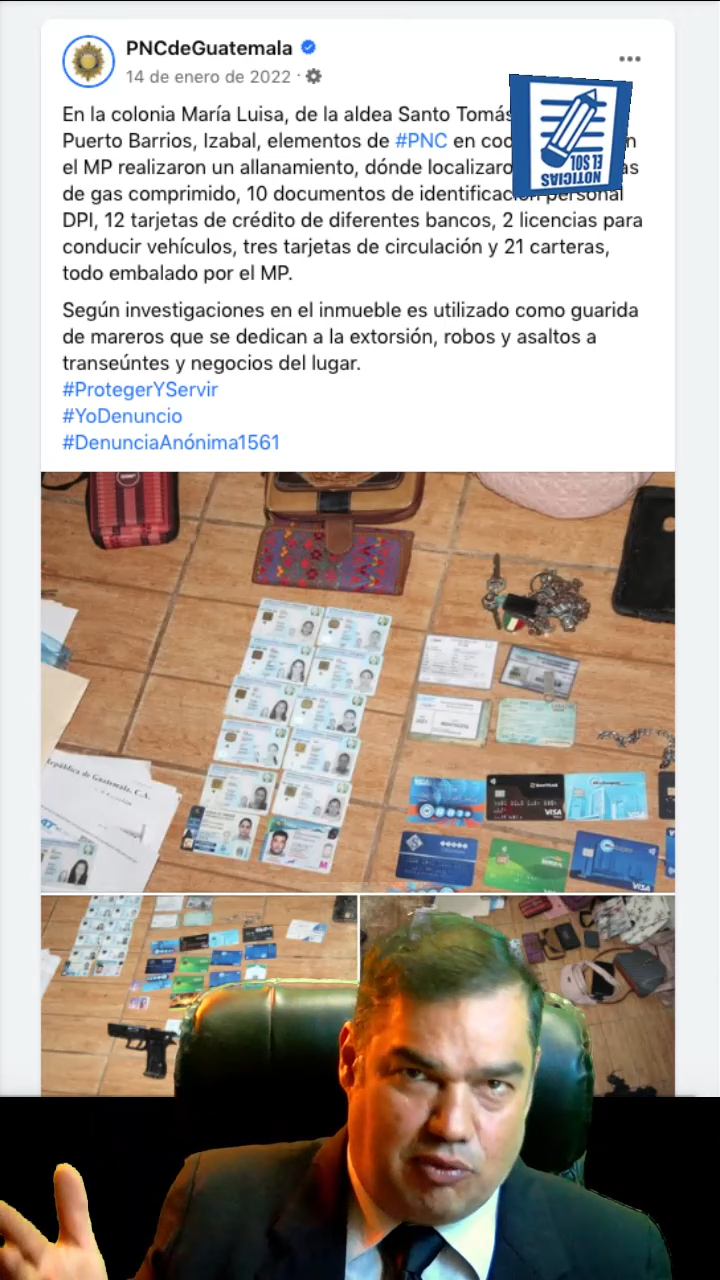 PNCdeGuatemala
14 de enero de 2022 ·
En la colonia María Luisa, de la aldea Santo Tomás
Puerto Barrios, Izabal, elementos de #PNC en
el MP realizaron un allanamiento, dónde
de gas comprimido, 10 documentos de identificación personal
DPI, 12 tarjetas de crédito de diferentes bancos, 2 licencias para
conducir vehículos, tres tarjetas de circulación y 21 carteras,
todo embalado por el MP.
Según investigaciones en el inmueble es utilizado como guarida
de mareros que se dedican a la extorsión, robos y asaltos a
transeúntes y negocios del lugar.
#ProtegerYServir
#YoDenuncio
#DenunciaAnónima1561
NOTICIAS
EL SOL
República de Guatemala, C.A.
VISA
VISA
VISA